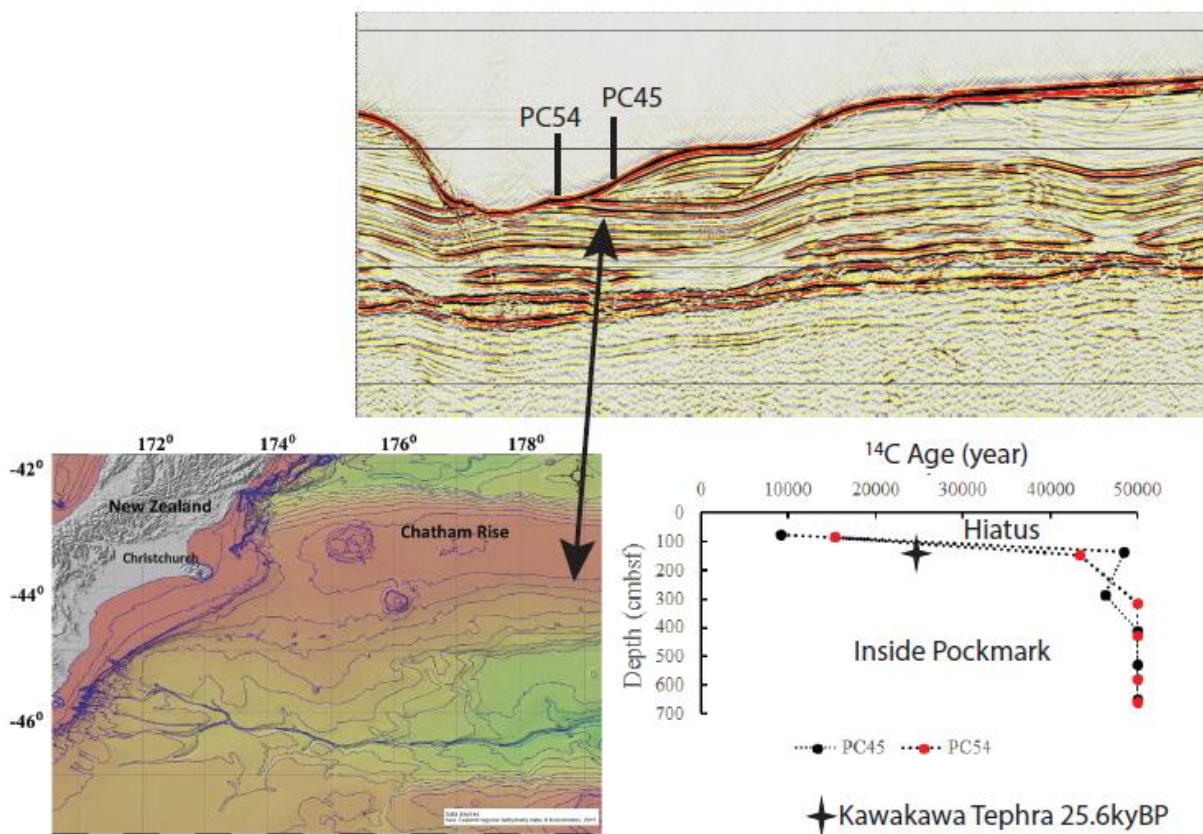 PC45
PC54
172⁰ 174⁰ 176⁰ 178⁰
-42⁰
-44⁰
-46⁰
New Zealand
Christchurch
Chatham Rise
¹⁴C Age (year)
0 10000 20000 30000 40000 50000
0
100
200
300
400
500
600
700
Depth (cmbsf)
Hiatus
Inside Pockmark
PC45 PC54
Kawakawa Tephra 25.6kyBP